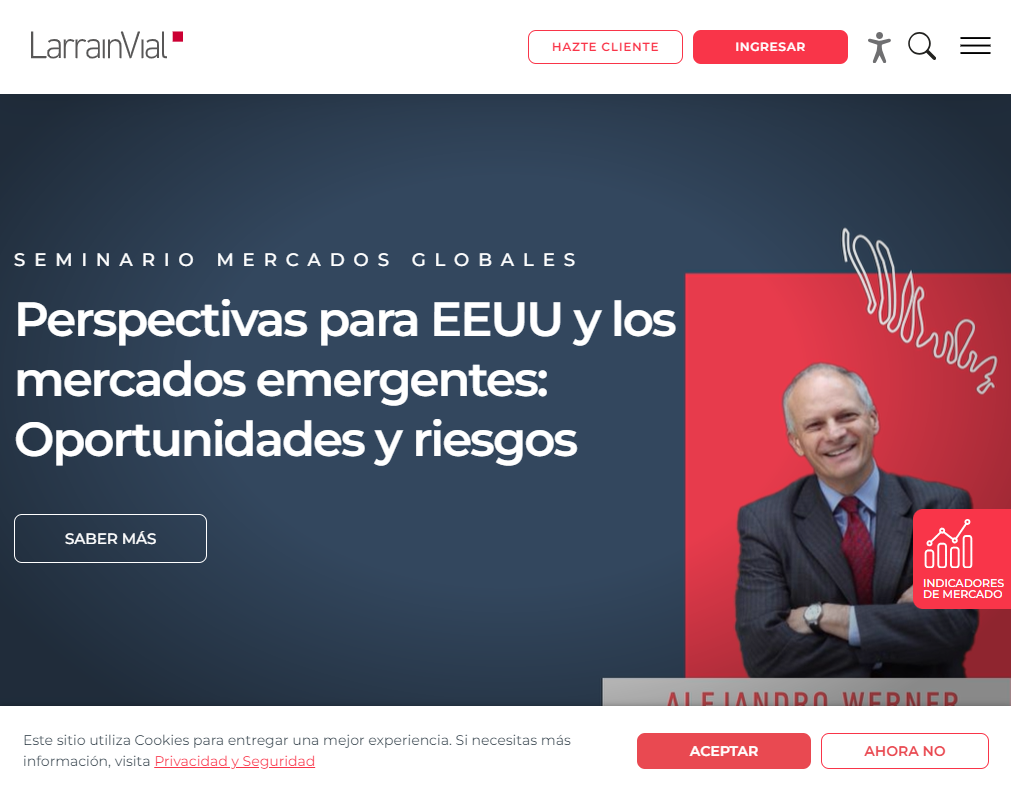 LarrainVial
HAZTE CLIENTE
INGRESAR
SEMINARIO MERCADOS GLOBALES
Perspectivas para EEUU y los
mercados emergentes:
Oportunidades y riesgos
SABER MÁS
INDICADORES
DE MERCADO
ALEJANDRO WERNER
Este sitio utiliza Cookies para entregar una mejor experiencia. Si necesitas más
información, visita Privacidad y Seguridad
ACEPTAR
AHORA NO